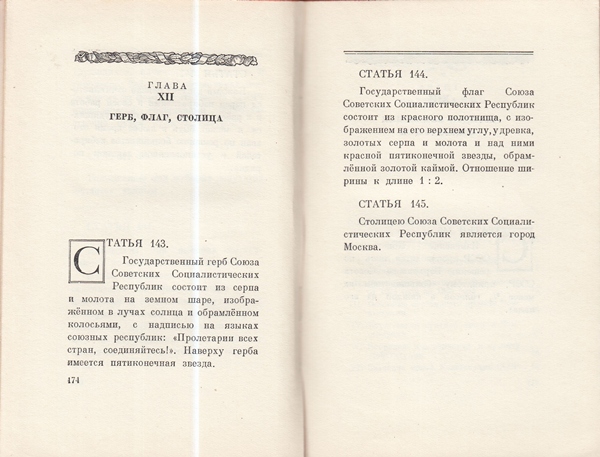 ГЛАВА
XII
ГЕРБ, ФЛАГ, СТОЛИЦА
СТАТЬЯ 143.
Государственный герб Союза
Советских Социалистических
Республик состоит из серпа
и молота на земном шаре, изобра-
жённом в лучах солнца и обрамлённом
колосьями, с надписью на языках
союзных республик: «Пролетарии всех
стран, соединяйтесь!». Наверху герба
имеется пятиконечная звезда.
174
СТАТЬЯ 144.
Государственный флаг Союза
Советских Социалистических Республик
состоит из красного полотнища, с из-
ображением на его верхнем углу, у древка,
золотых серпа и молота и над ними
красной пятиконечной звезды, обрам-
лённой золотой каймой. Отношение ши-
рины к длине 1 : 2.
СТАТЬЯ 145.
Столицею Союза Советских Социали-
стических Республик является город
Москва.